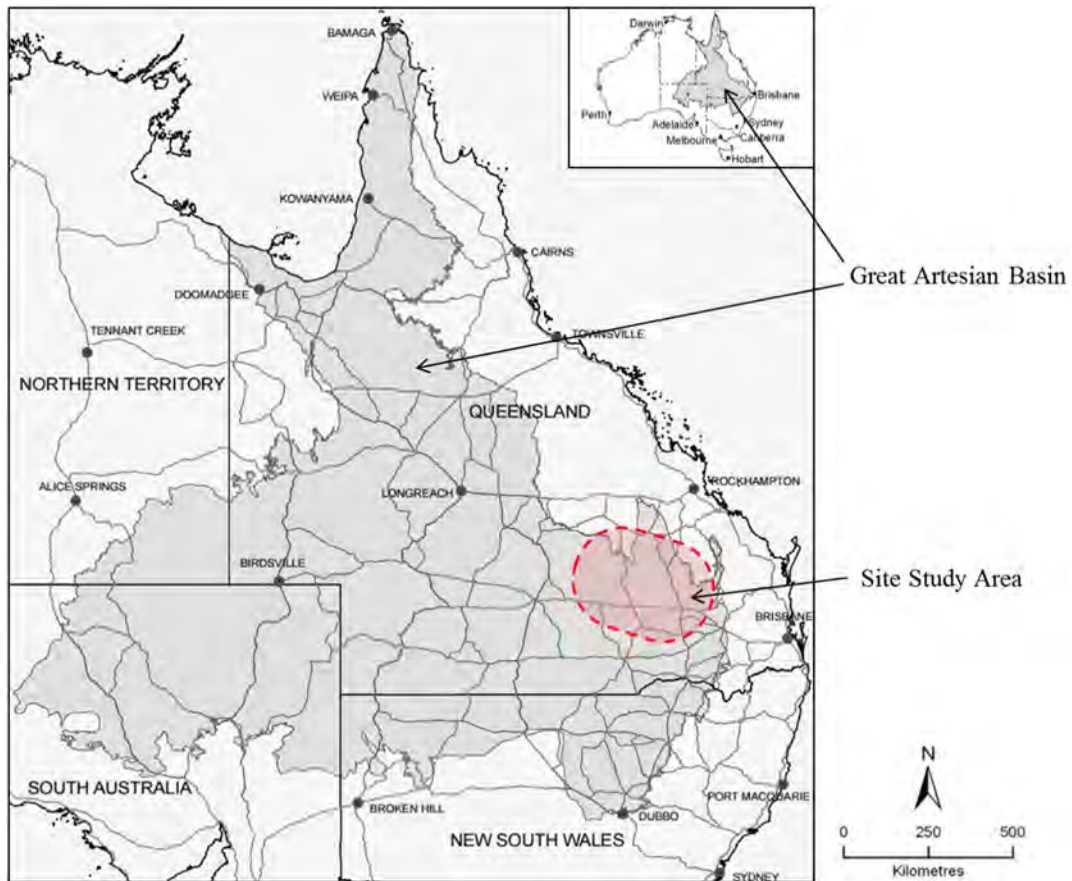 BAMAGA
WEIPA
KOWANYAMA
CAIRNS
DOOMADGEE
TENNANT CREEK
TOWNSVILLE
NORTHERN TERRITORY
QUEENSLAND
ALICE SPRINGS
LONGREACH
ROCKHAMPTON
BIRDSVILLE
BRISBANE
SOUTH AUSTRALIA
BROKEN HILL
DUBBO
PORT MACQUARIE
NEW SOUTH WALES
SYDNEY
Darwin
Brisbane
Perth
Adelaide
Sydney
Melbourne
Canberra
Hobart
Great Artesian Basin
Site Study Area
N
0 250 500
Kilometres